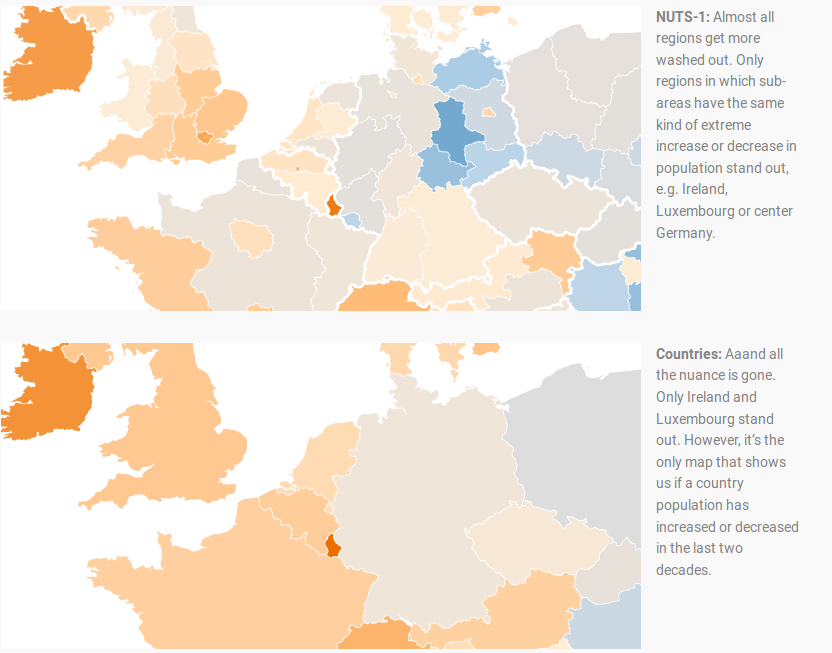 NUTS-1: Almost all
regions get more
washed out. Only
regions in which sub-
areas have the same
kind of extreme
increase or decrease in
population stand out,
e.g. Ireland,
Luxembourg or center
Germany.
Countries: Aaand all
the nuance is gone.
Only Ireland and
Luxembourg stand
out. However, it's the
only map that shows
us if a country
population has
increased or decreased
in the last two
decades.